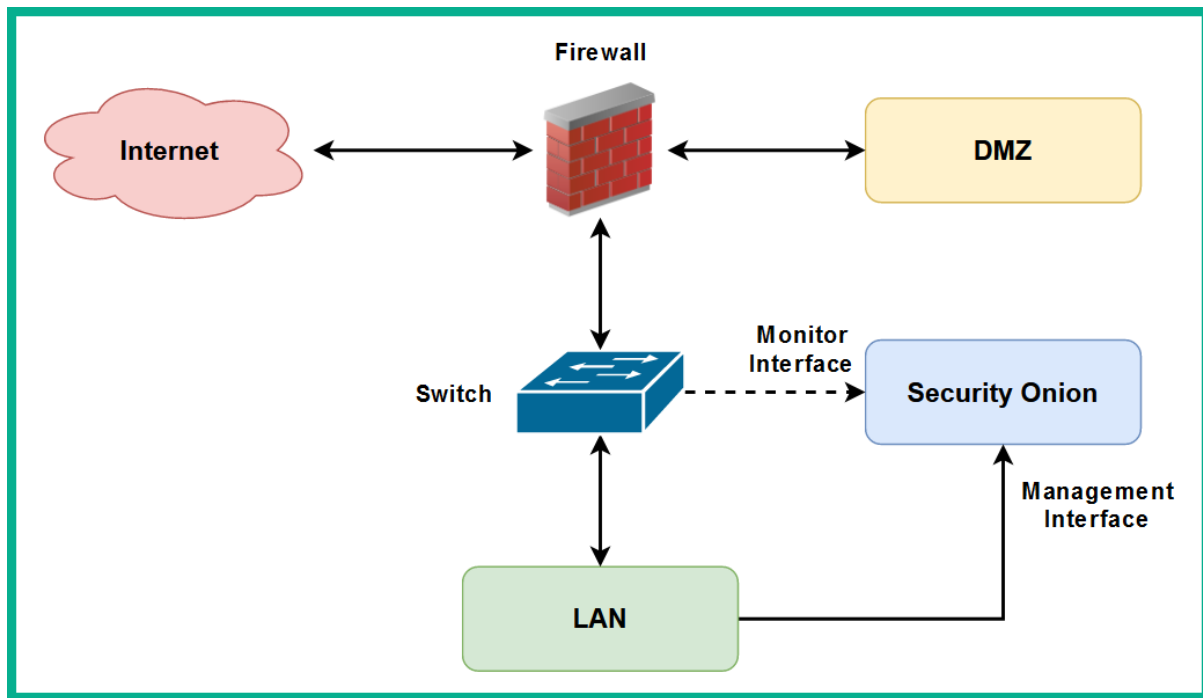 Firewall
Internet
DMZ
Monitor
Interface
Switch
Security Onion
Management
Interface
LAN